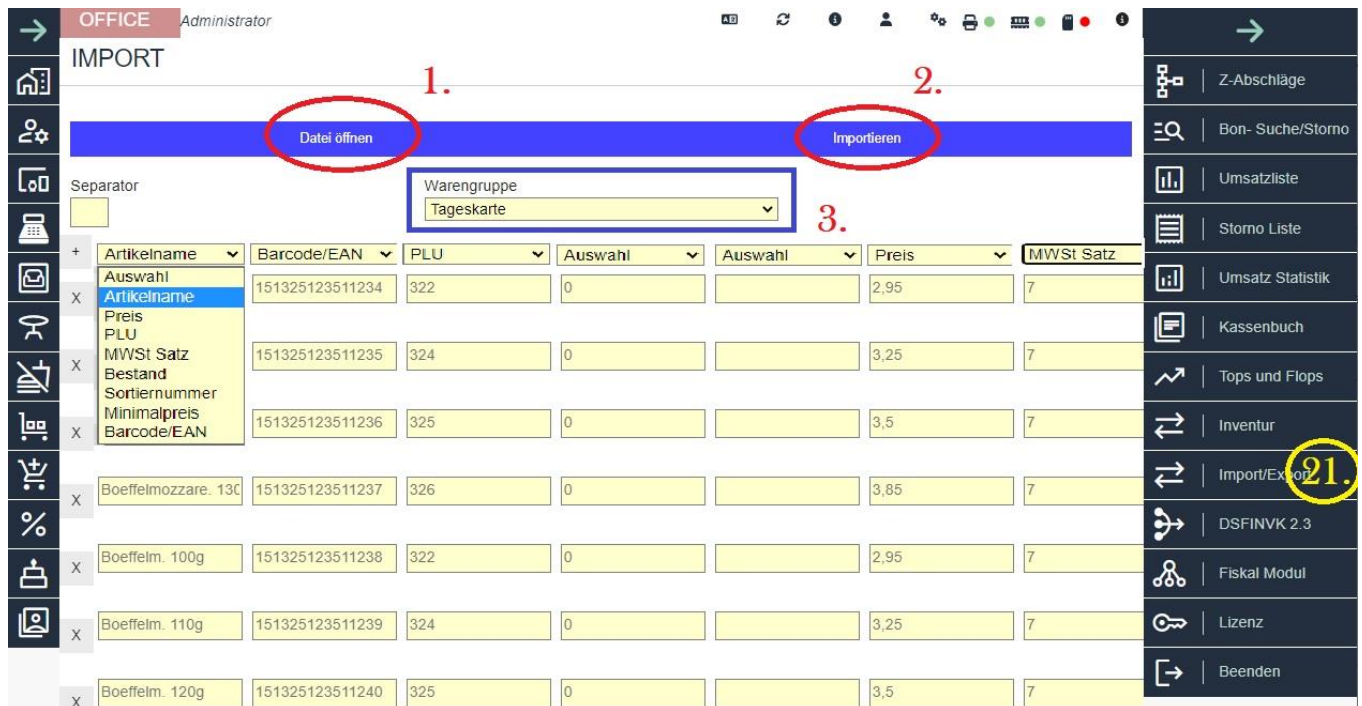 OFFICE Administrator
IMPORT
1.
2.
Datei öffnen
Importieren
Separator
Warengruppe
Tageskarte
3.
+ Artikelname Barcode/EAN PLU Auswahl Auswahl Preis MWSt Satz
Auswahl
Artikelname
Preis
PLU
MWSt Satz
Bestand
Sortiernummer
Minimalpreis
Barcode/EAN
X 151325123511234 322 0 2,95 7
X 151325123511235 324 0 3,25 7
X 151325123511236 325 0 3,5 7
X Boeffelmozzare. 130 151325123511237 326 0 3,85 7
X Boeffelm. 100g 151325123511238 322 0 2,95 7
X Boeffelm. 110g 151325123511239 324 0 3,25 7
X Boeffelm. 120g 151325123511240 325 0 3,5 7
Z-Abschläge
Bon- Suche/Storno
Umsatzliste
Storno Liste
Umsatz Statistik
Kassenbuch
Tops und Flops
Inventur
Import/Export
21.
DSFINVK 2.3
Fiskal Modul
Lizenz
Beenden